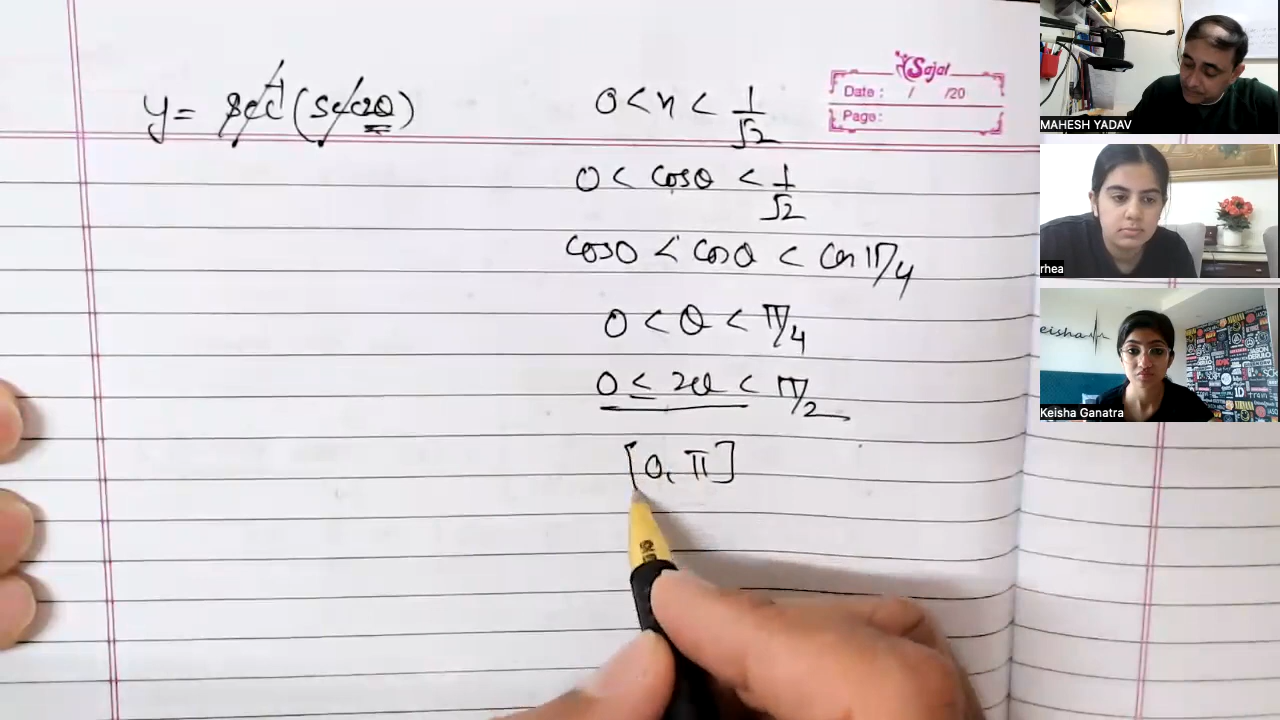 y = sec⁻¹(sec2θ)
0 < x < 1/√2
0 < cosθ < 1/√2
cos0 < cosθ < cos π/4
0 < θ < π/4
0 ≤ 2θ < π/2
[0, π]
Sajal
Date : / /20
Page:
MAHESH YADAV
rhea
eisha
Keisha Ganatra